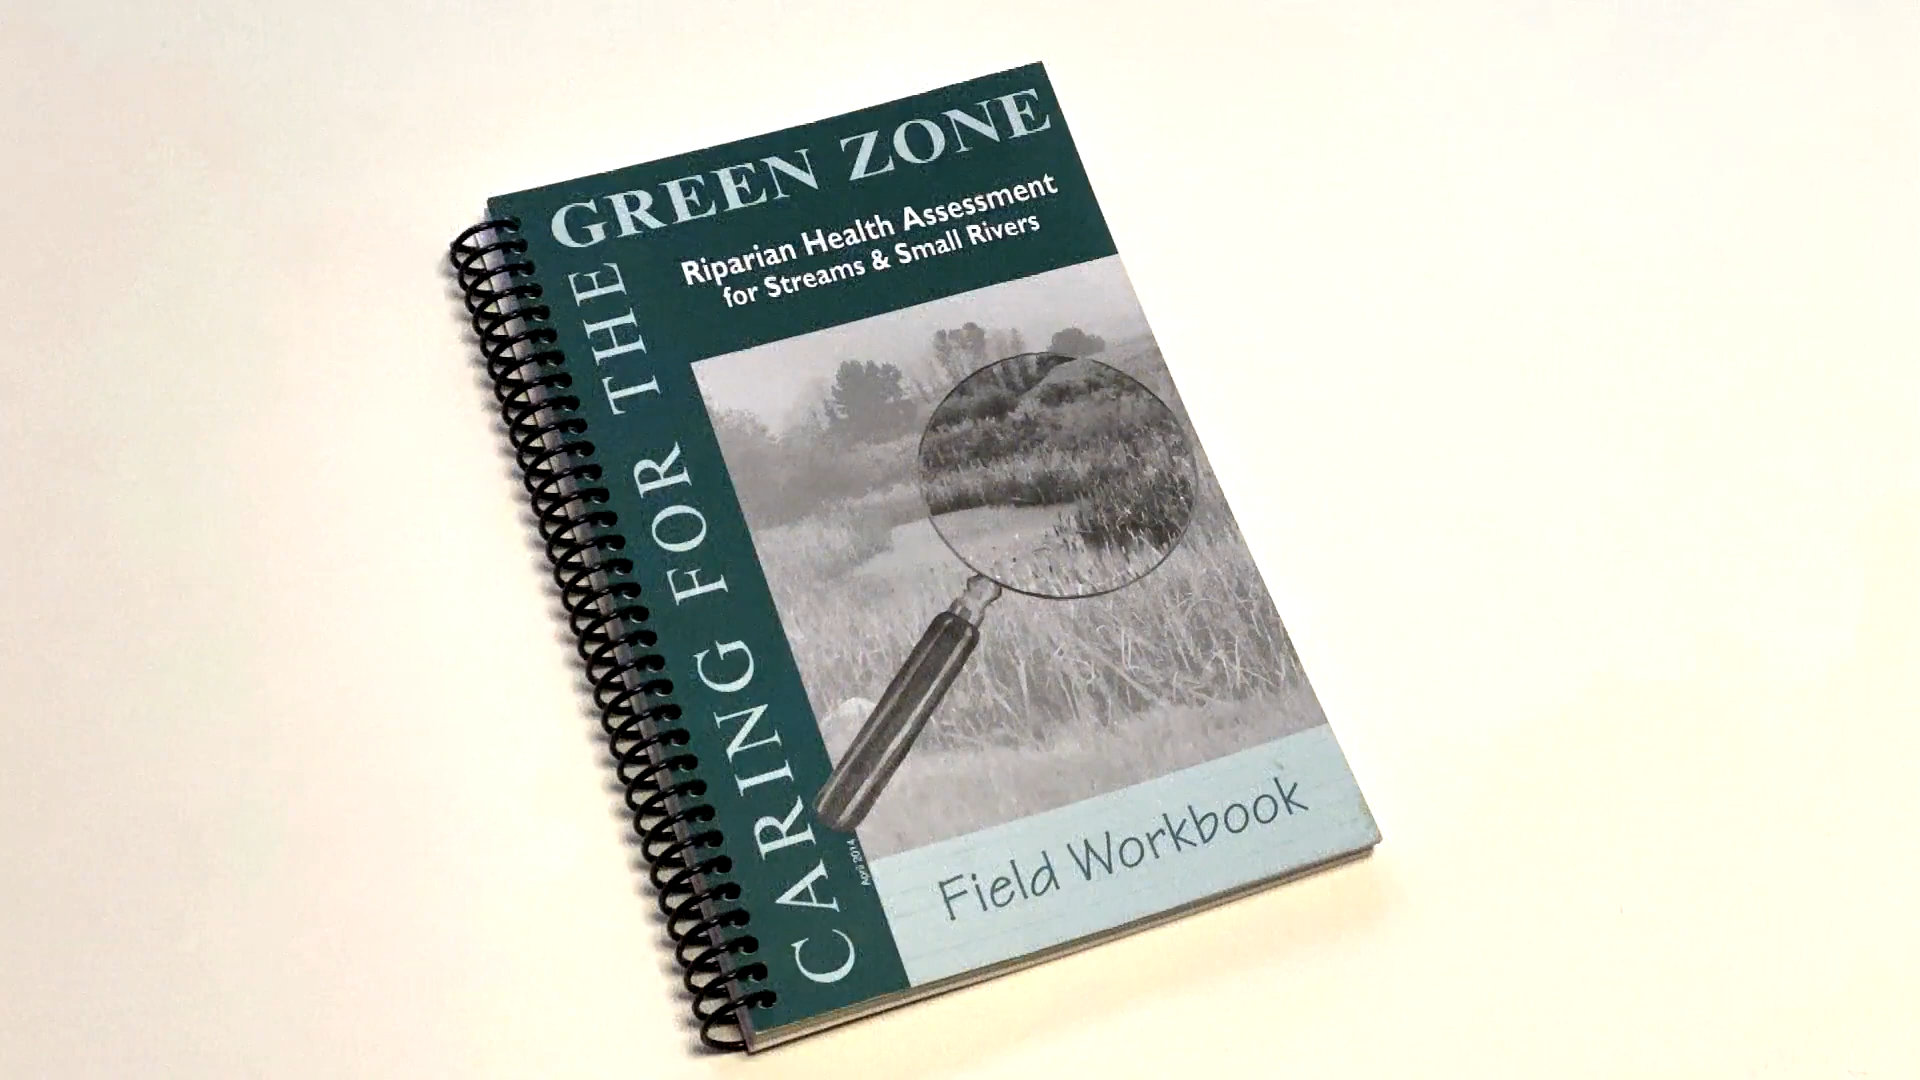 CARING FOR THE
GREEN ZONE
Riparian Health Assessment
for Streams & Small Rivers
April 2014
Field Workbook